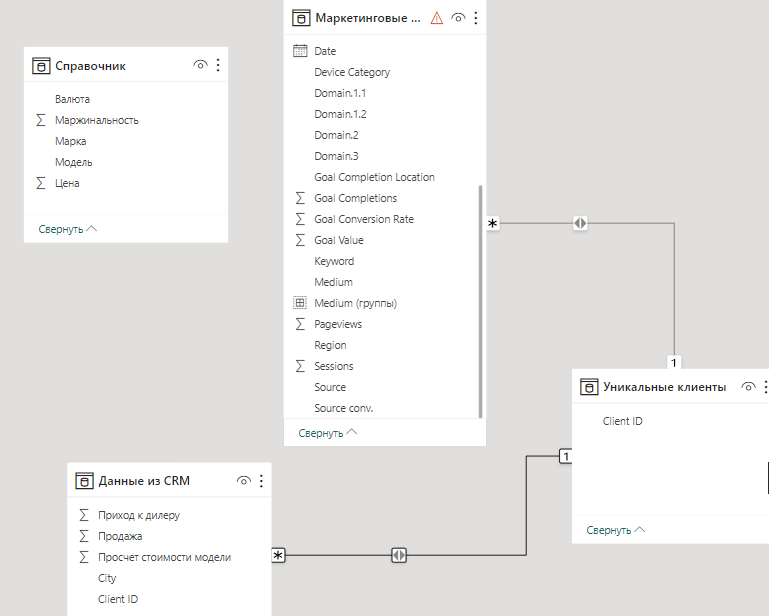 Справочник
Валюта
Маржинальность
Марка
Модель
Цена
Свернуть
Маркетинговые ...
Date
Device Category
Domain.1.1
Domain.1.2
Domain.2
Domain.3
Goal Completion Location
Goal Completions
Goal Conversion Rate
Goal Value
Keyword
Medium
Medium (группы)
Pageviews
Region
Sessions
Source
Source conv.
Свернуть
*
1
Уникальные клиенты
Client ID
Свернуть
1
*
Данные из CRM
Приход к дилеру
Продажа
Просчет стоимости модели
City
Client ID